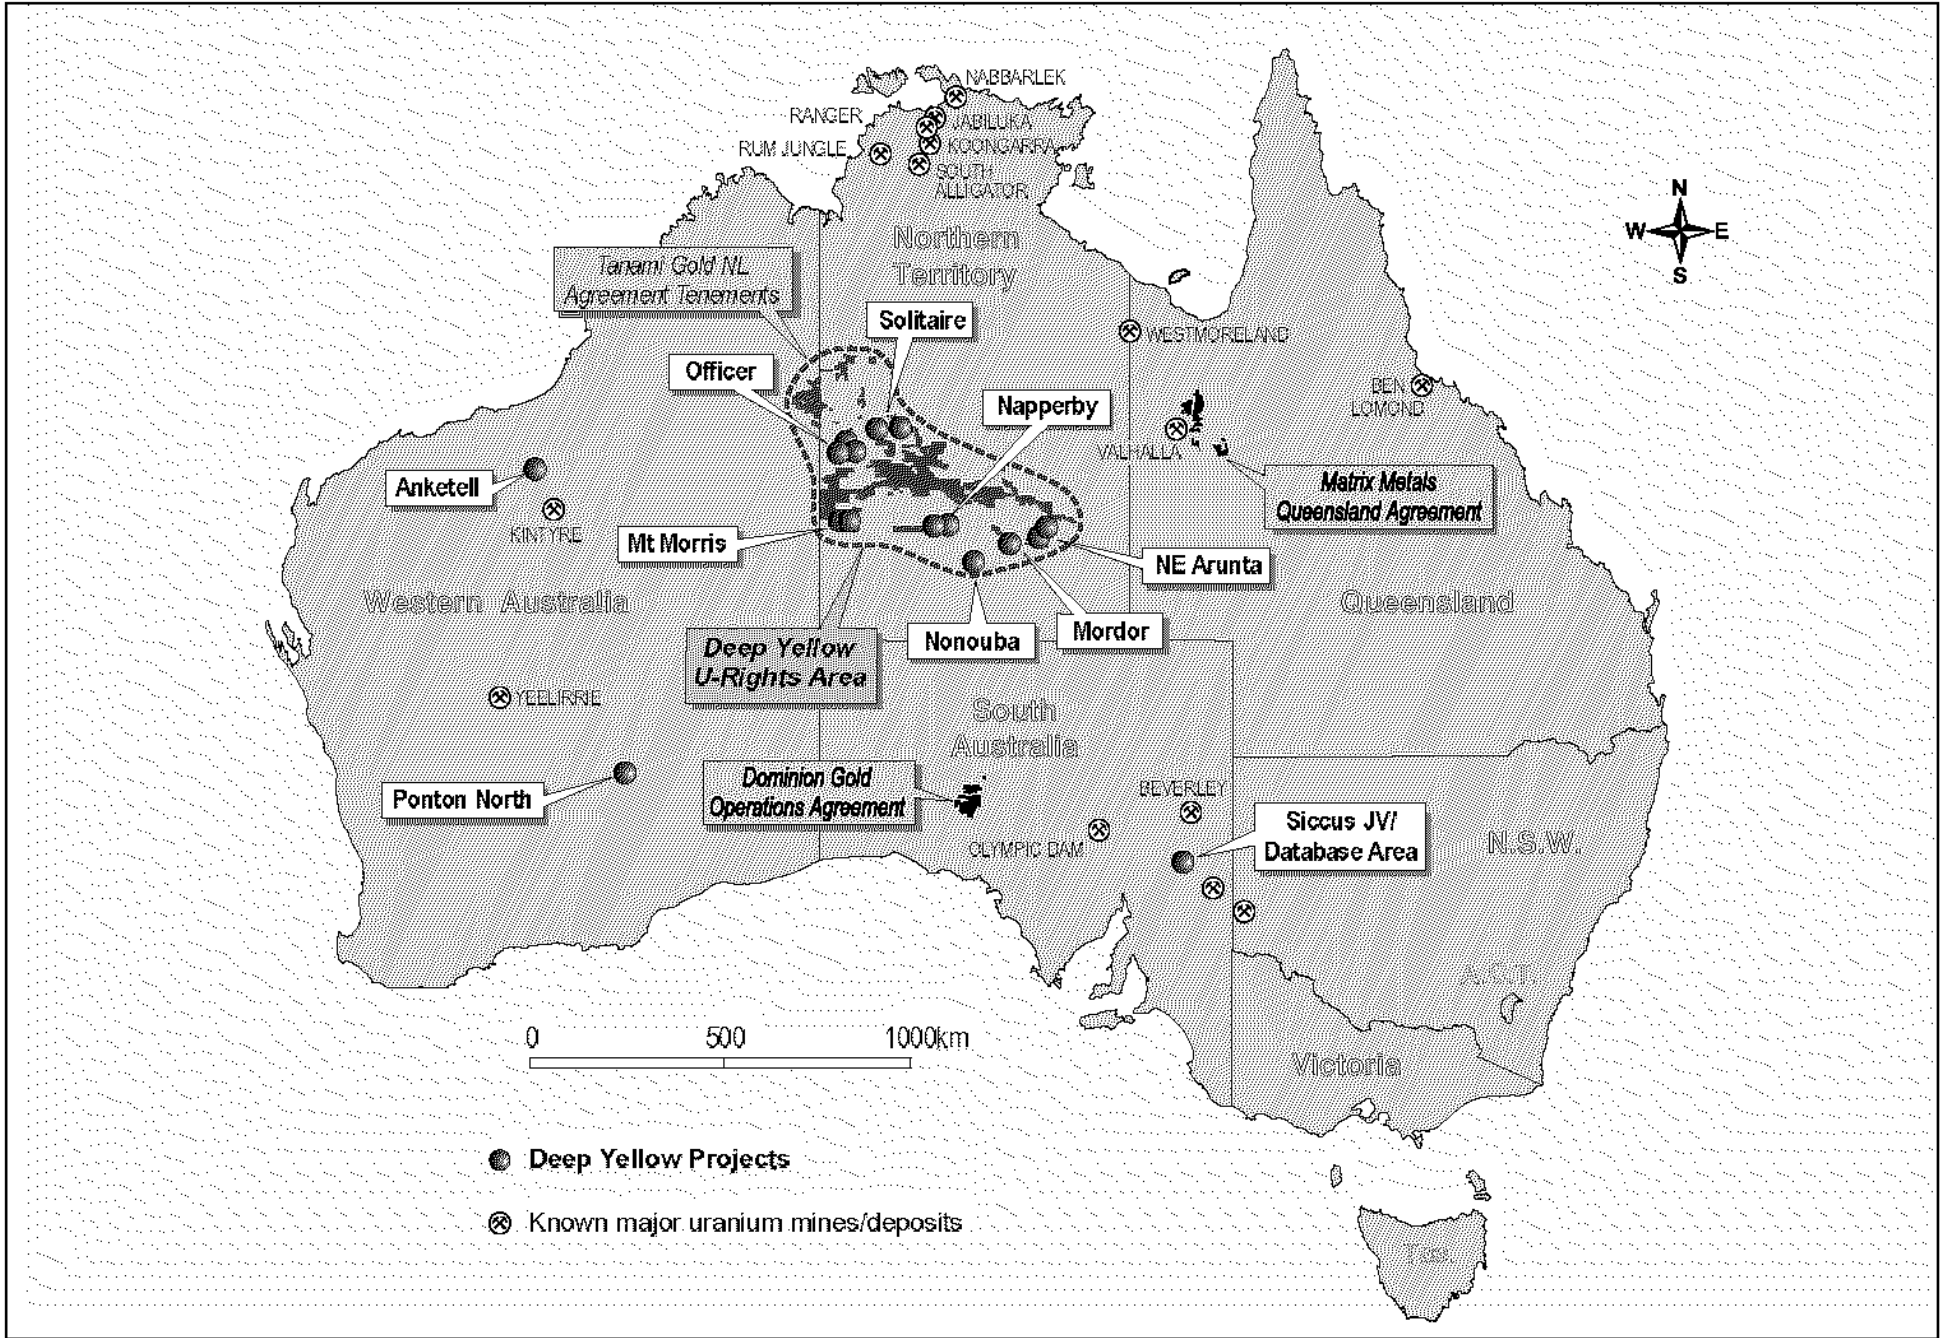 NABBARLEK
RANGER
JABILUKA
RUM JUNGLE
KOONGARRA
SOUTH
ALLIGATOR
N
W E
S
Northern
Territory
Tanami Gold NL
Agreement Tenements
Solitaire
WESTMORELAND
Officer
BEN
LOMOND
Napperby
VALHALLA
Matrix Metals
Queensland Agreement
Anketell
KINTYRE
Mt Morris
NE Arunta
Western Australia
Queensland
Nonouba
Mordor
Deep Yellow
U-Rights Area
YEELIRRIE
South
Australia
Ponton North
Dominion Gold
Operations Agreement
BEVERLEY
OLYMPIC DAM
Siccus JV/
Database Area
N.S.W.
A.C.T.
0 500 1000km
Victoria
Deep Yellow Projects
Known major uranium mines/deposits
Tas.